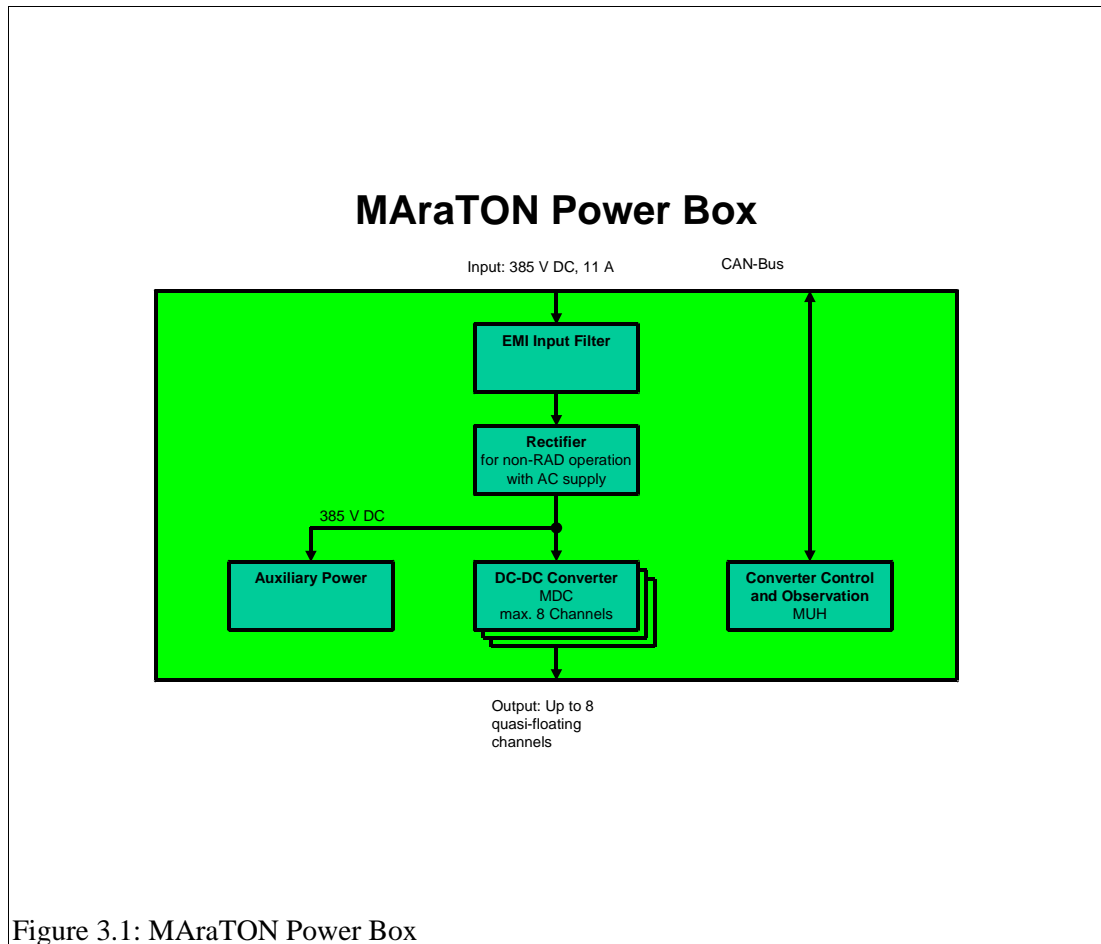 MAraTON Power Box
Input: 385 V DC, 11 A
CAN-Bus
EMI Input Filter
Rectifier
for non-RAD operation
with AC supply
385 V DC
Auxiliary Power
DC-DC Converter
MDC
max. 8 Channels
Converter Control
and Observation
MUH
Output: Up to 8
quasi-floating
channels
Figure 3.1: MAraTON Power Box